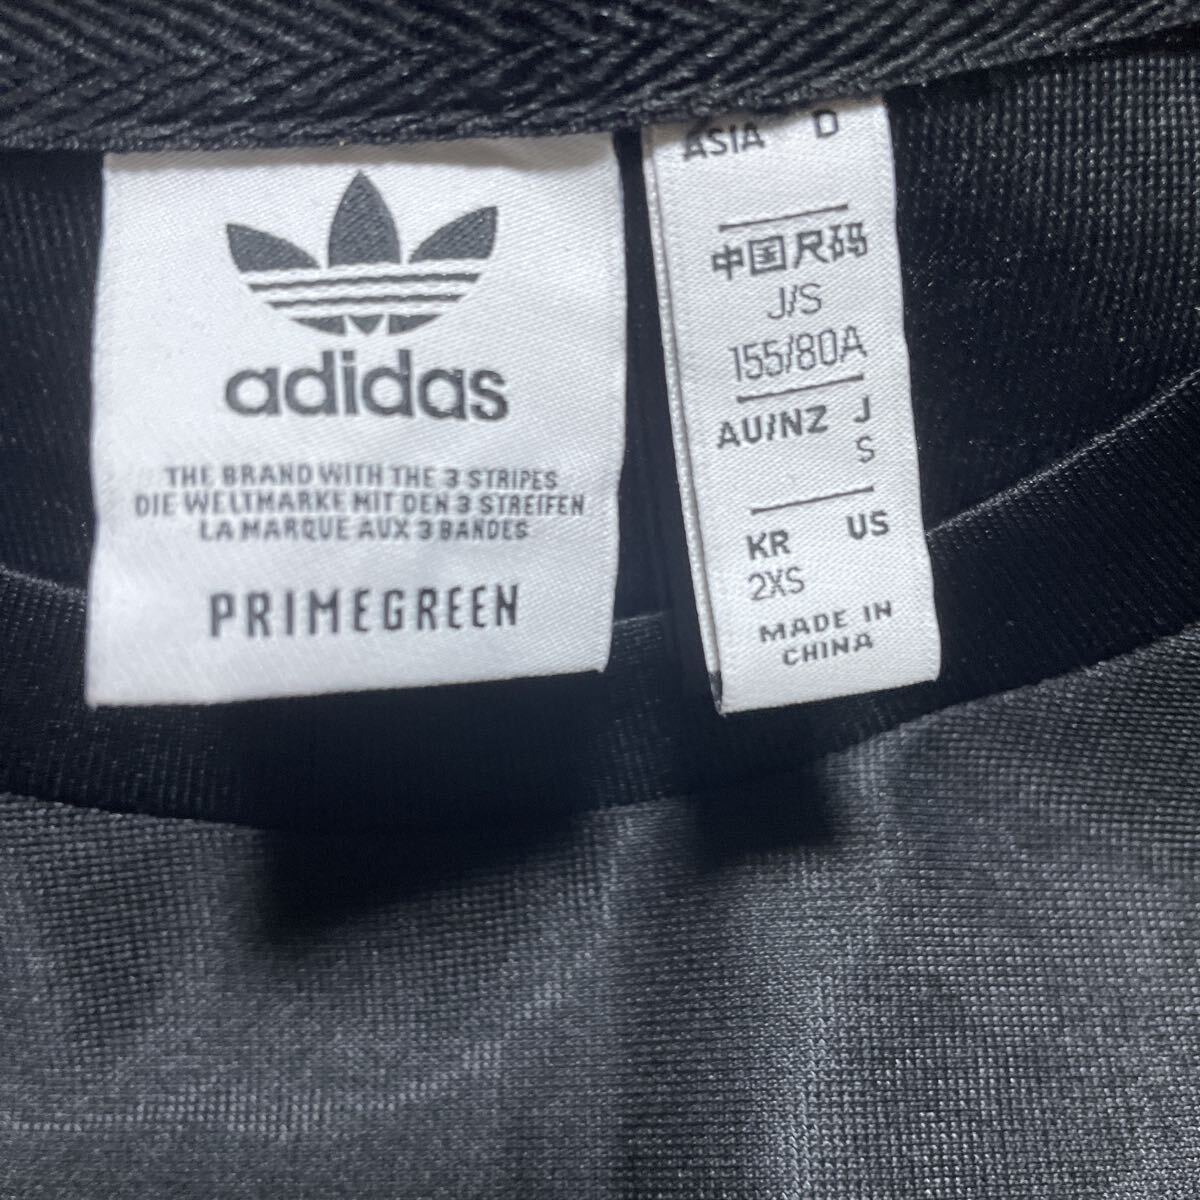 adidas
THE BRAND WITH THE 3 STRIPES
DIE WELTMARKE MIT DEN 3 STREIFEN
LA MARQUE AUX 3 BANDES
PRIMEGREEN
ASIA D
中国尺码
J/S
155/80A
AU/NZ J
S
KR US
2XS
MADE IN
CHINA